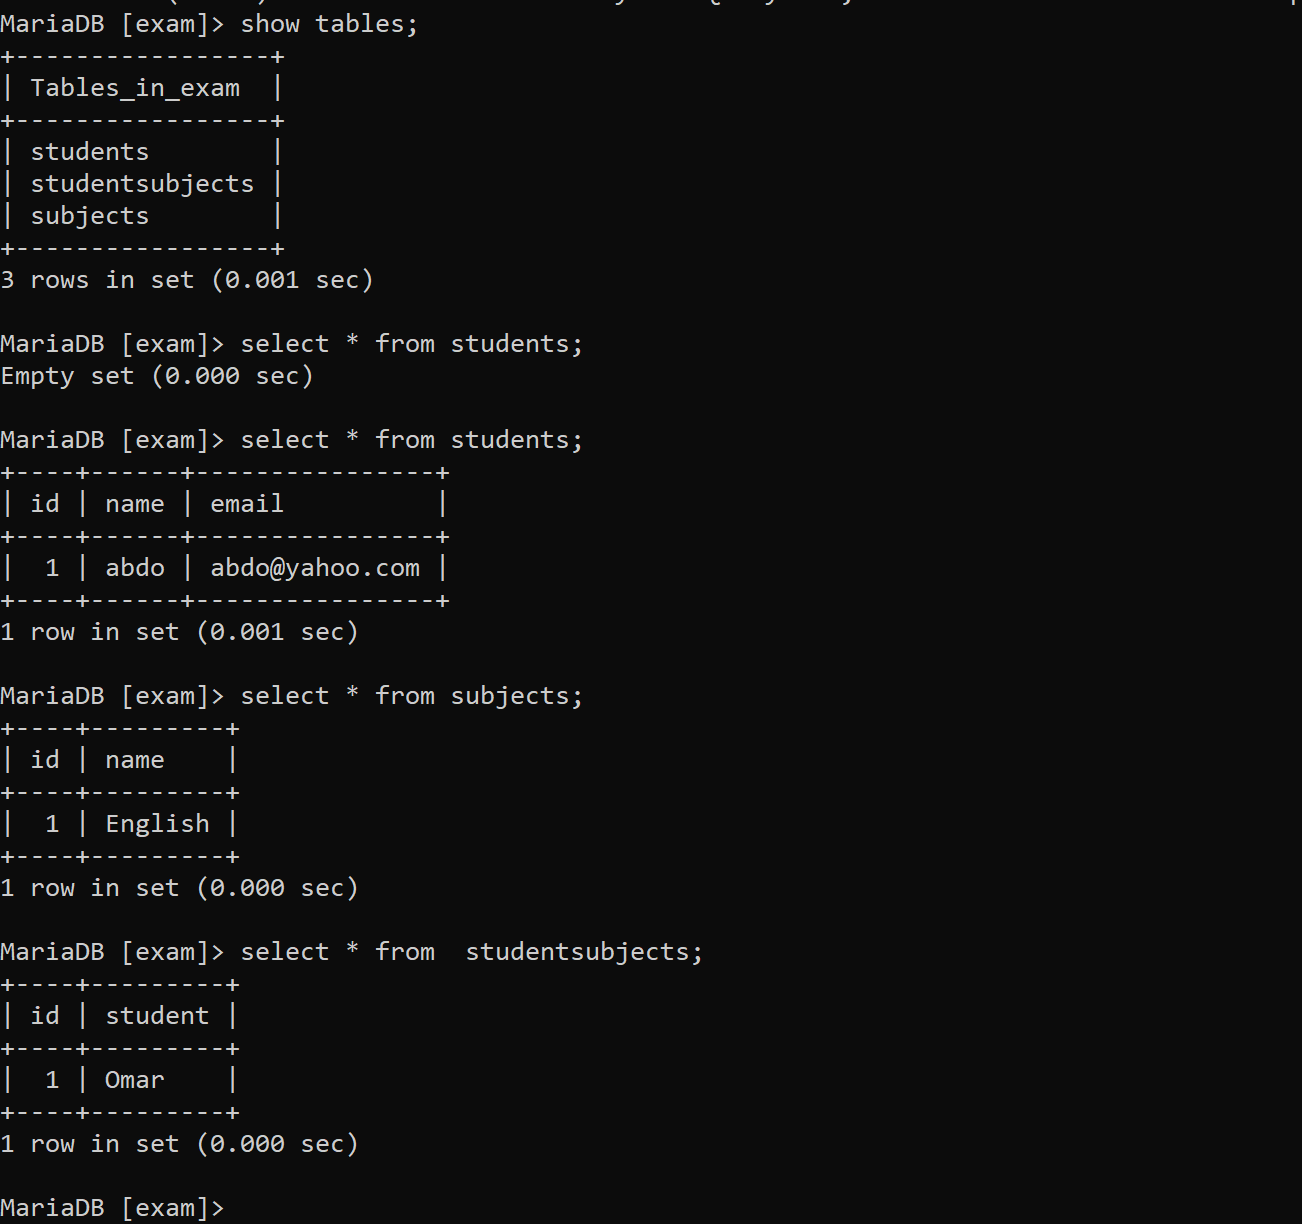 MariaDB [exam]> show tables;
+-----------------+
| Tables_in_exam  |
+-----------------+
| students        |
| studentsubjects |
| subjects        |
+-----------------+
3 rows in set (0.001 sec)
MariaDB [exam]> select * from students;
Empty set (0.000 sec)
MariaDB [exam]> select * from students;
+----+------+----------------+
| id | name | email          |
+----+------+----------------+
|  1 | abdo | abdo@yahoo.com |
+----+------+----------------+
1 row in set (0.001 sec)
MariaDB [exam]> select * from subjects;
+----+---------+
| id | name    |
+----+---------+
|  1 | English |
+----+---------+
1 row in set (0.000 sec)
MariaDB [exam]> select * from  studentsubjects;
+----+---------+
| id | student |
+----+---------+
|  1 | Omar    |
+----+---------+
1 row in set (0.000 sec)
MariaDB [exam]>